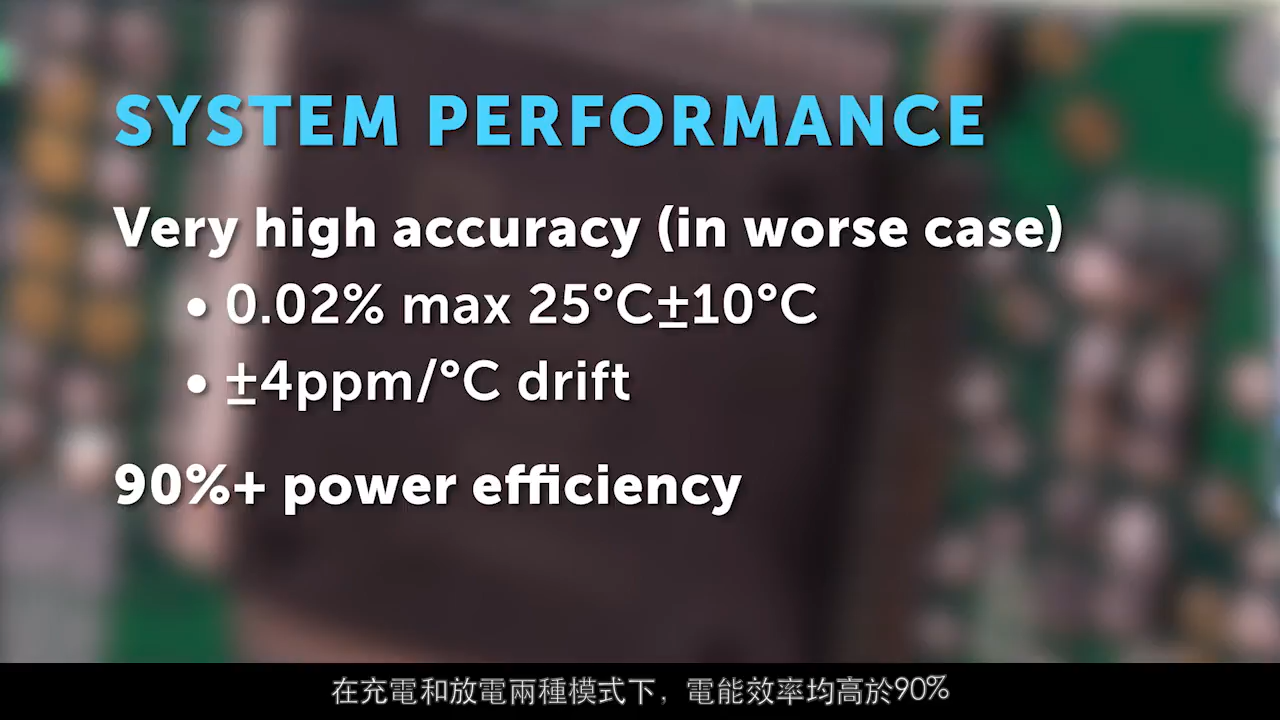 SYSTEM PERFORMANCE
Very high accuracy (in worse case)
• 0.02% max 25°C±10°C
• ±4ppm/°C drift
90%+ power efficiency
在充電和放電兩種模式下，電能效率均高於90%